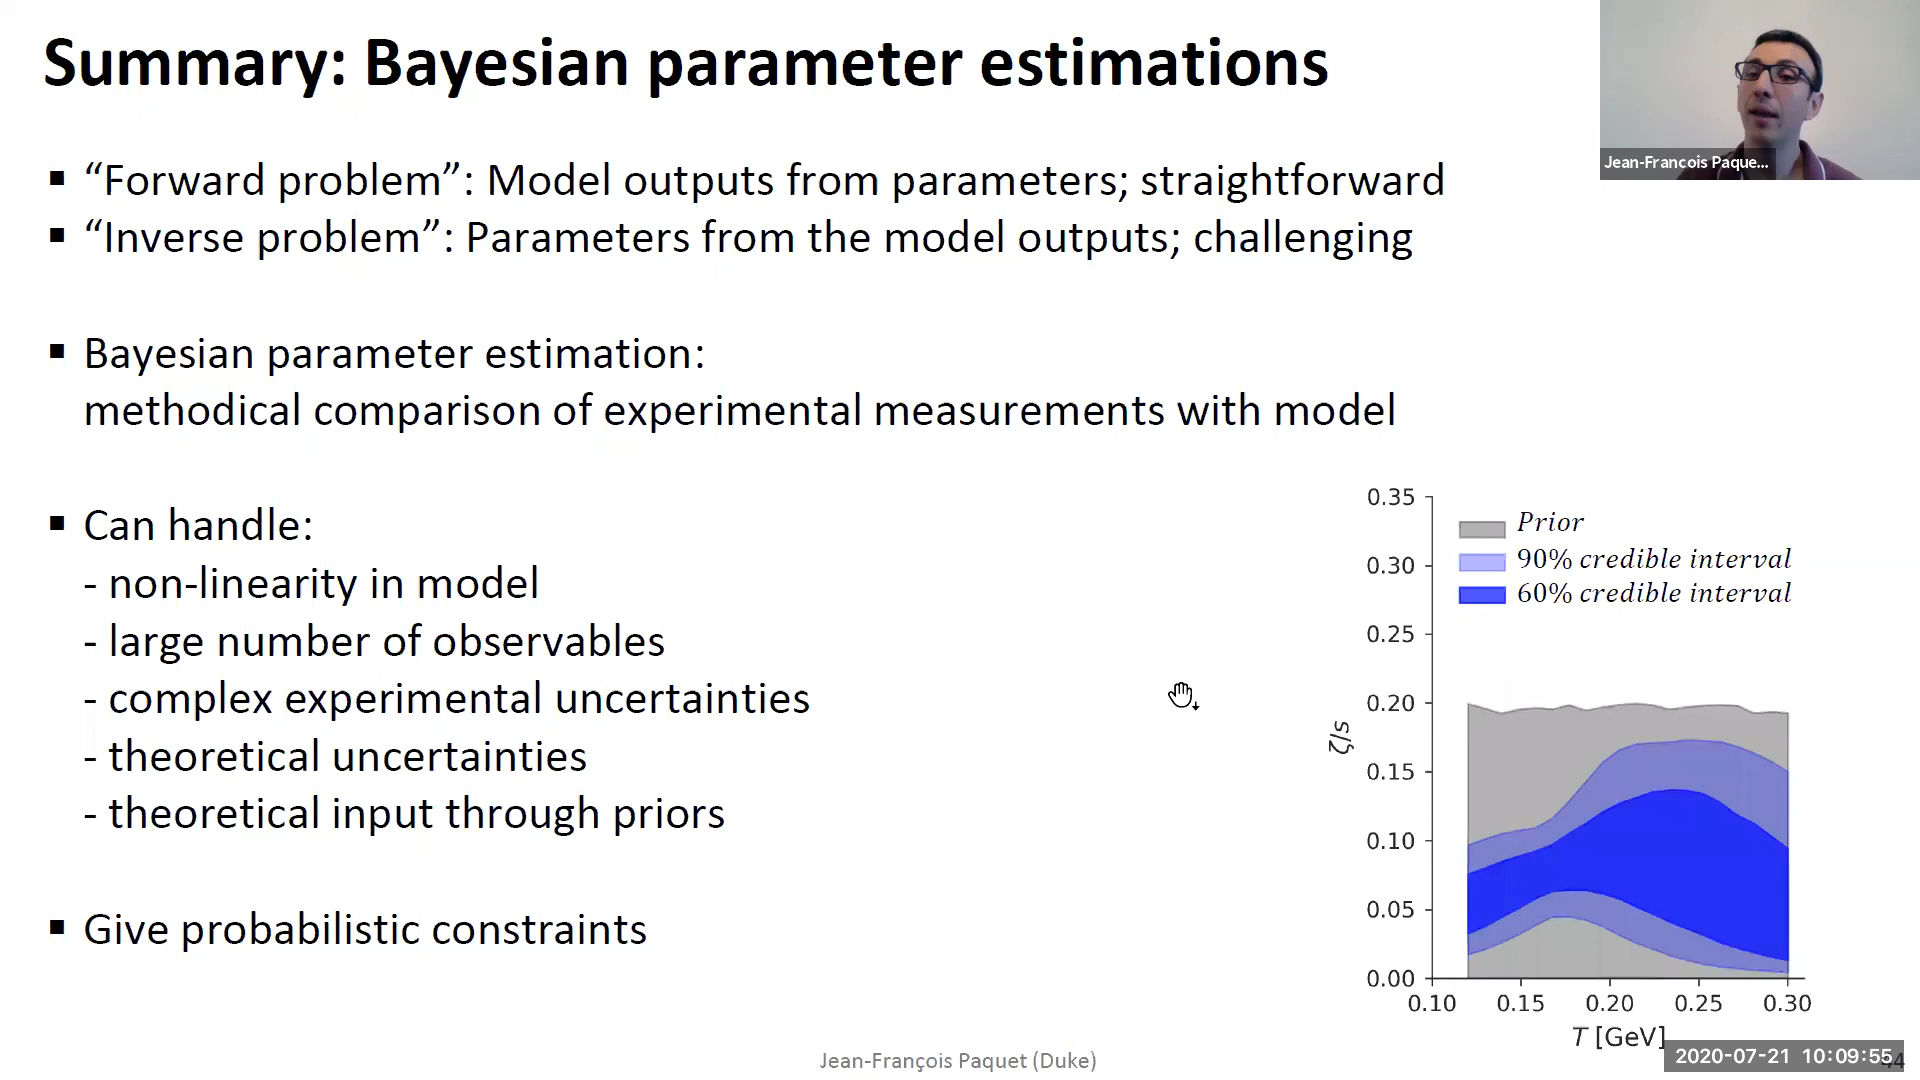 Summary: Bayesian parameter estimations
Jean-Francois Paque...
▪ “Forward problem”: Model outputs from parameters; straightforward
▪ “Inverse problem”: Parameters from the model outputs; challenging
▪ Bayesian parameter estimation:
methodical comparison of experimental measurements with model
▪ Can handle:
- non-linearity in model
- large number of observables
- complex experimental uncertainties
- theoretical uncertainties
- theoretical input through priors
▪ Give probabilistic constraints
0.35
0.30
0.25
0.20
0.15
0.10
0.05
0.00
ζ/s
Prior
90% credible interval
60% credible interval
0.10 0.15 0.20 0.25 0.30
T [GeV]
Jean-François Paquet (Duke)
2020-07-21 10:09:55